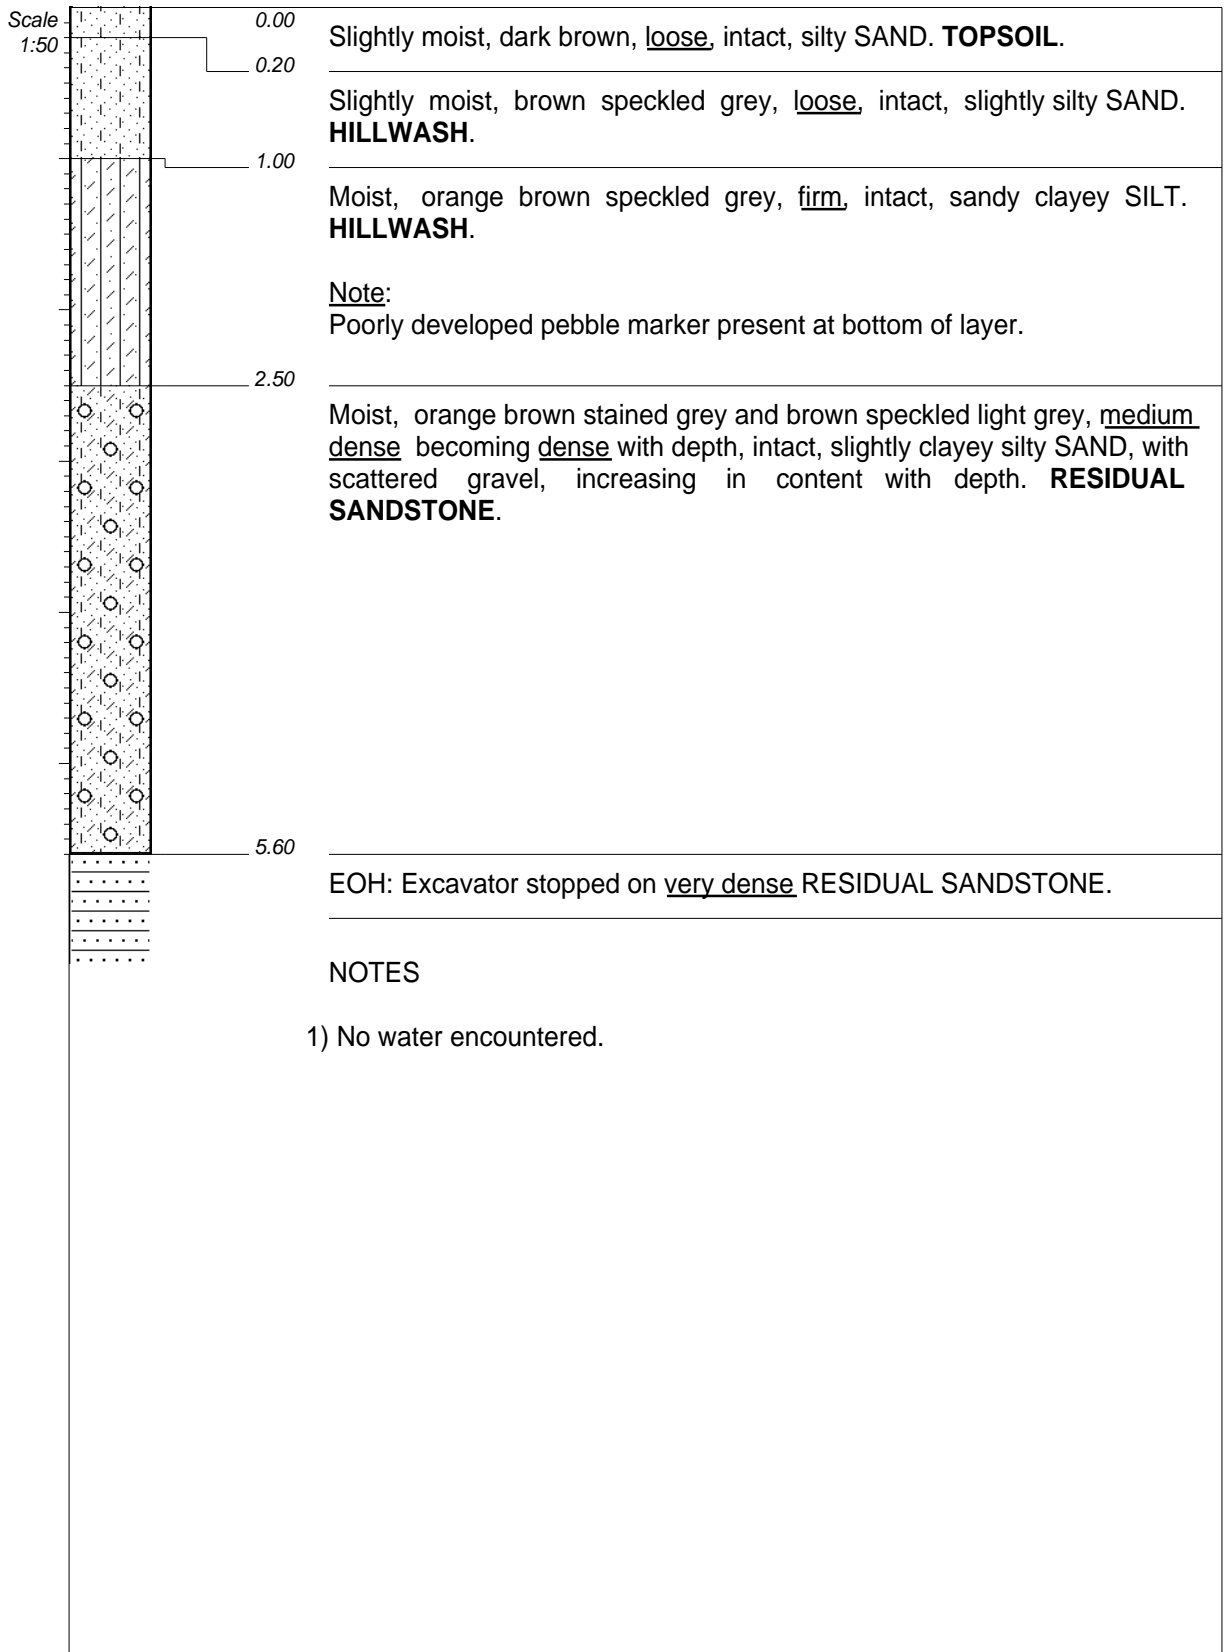 Scale
1:50
0.00
Slightly moist, dark brown, loose, intact, silty SAND. TOPSOIL.
0.20
Slightly moist, brown speckled grey, loose, intact, slightly silty SAND.
HILLWASH.
1.00
Moist, orange brown speckled grey, firm, intact, sandy clayey SILT.
HILLWASH.
Note:
Poorly developed pebble marker present at bottom of layer.
2.50
Moist, orange brown stained grey and brown speckled light grey, medium
dense becoming dense with depth, intact, slightly clayey silty SAND, with
scattered gravel, increasing in content with depth. RESIDUAL
SANDSTONE.
5.60
EOH: Excavator stopped on very dense RESIDUAL SANDSTONE.
NOTES
1) No water encountered.